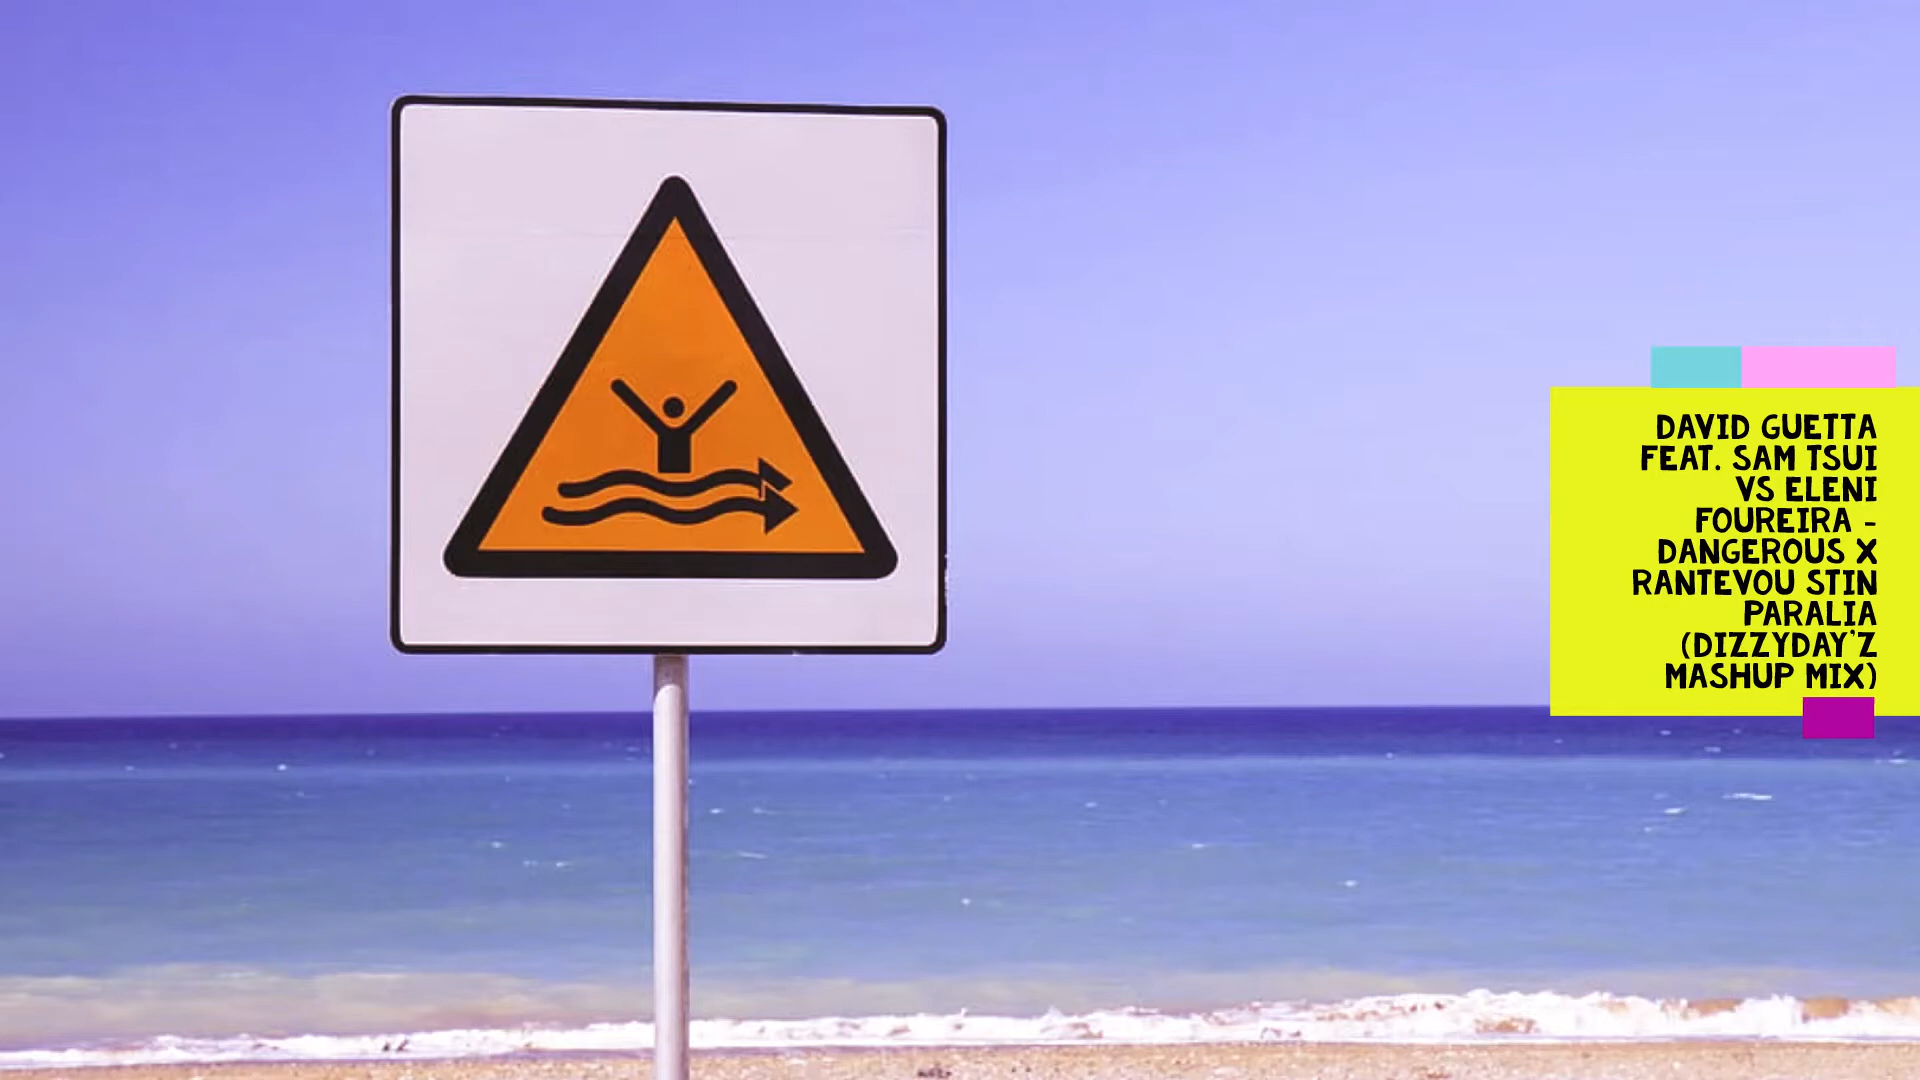 DAVID GUETTA
FEAT. SAM TSUI
VS ELENI
FOUREIRA -
DANGEROUS X
RANTEVOU STIN
PARALIA
(DIZZYDAY'Z
MASHUP MIX)